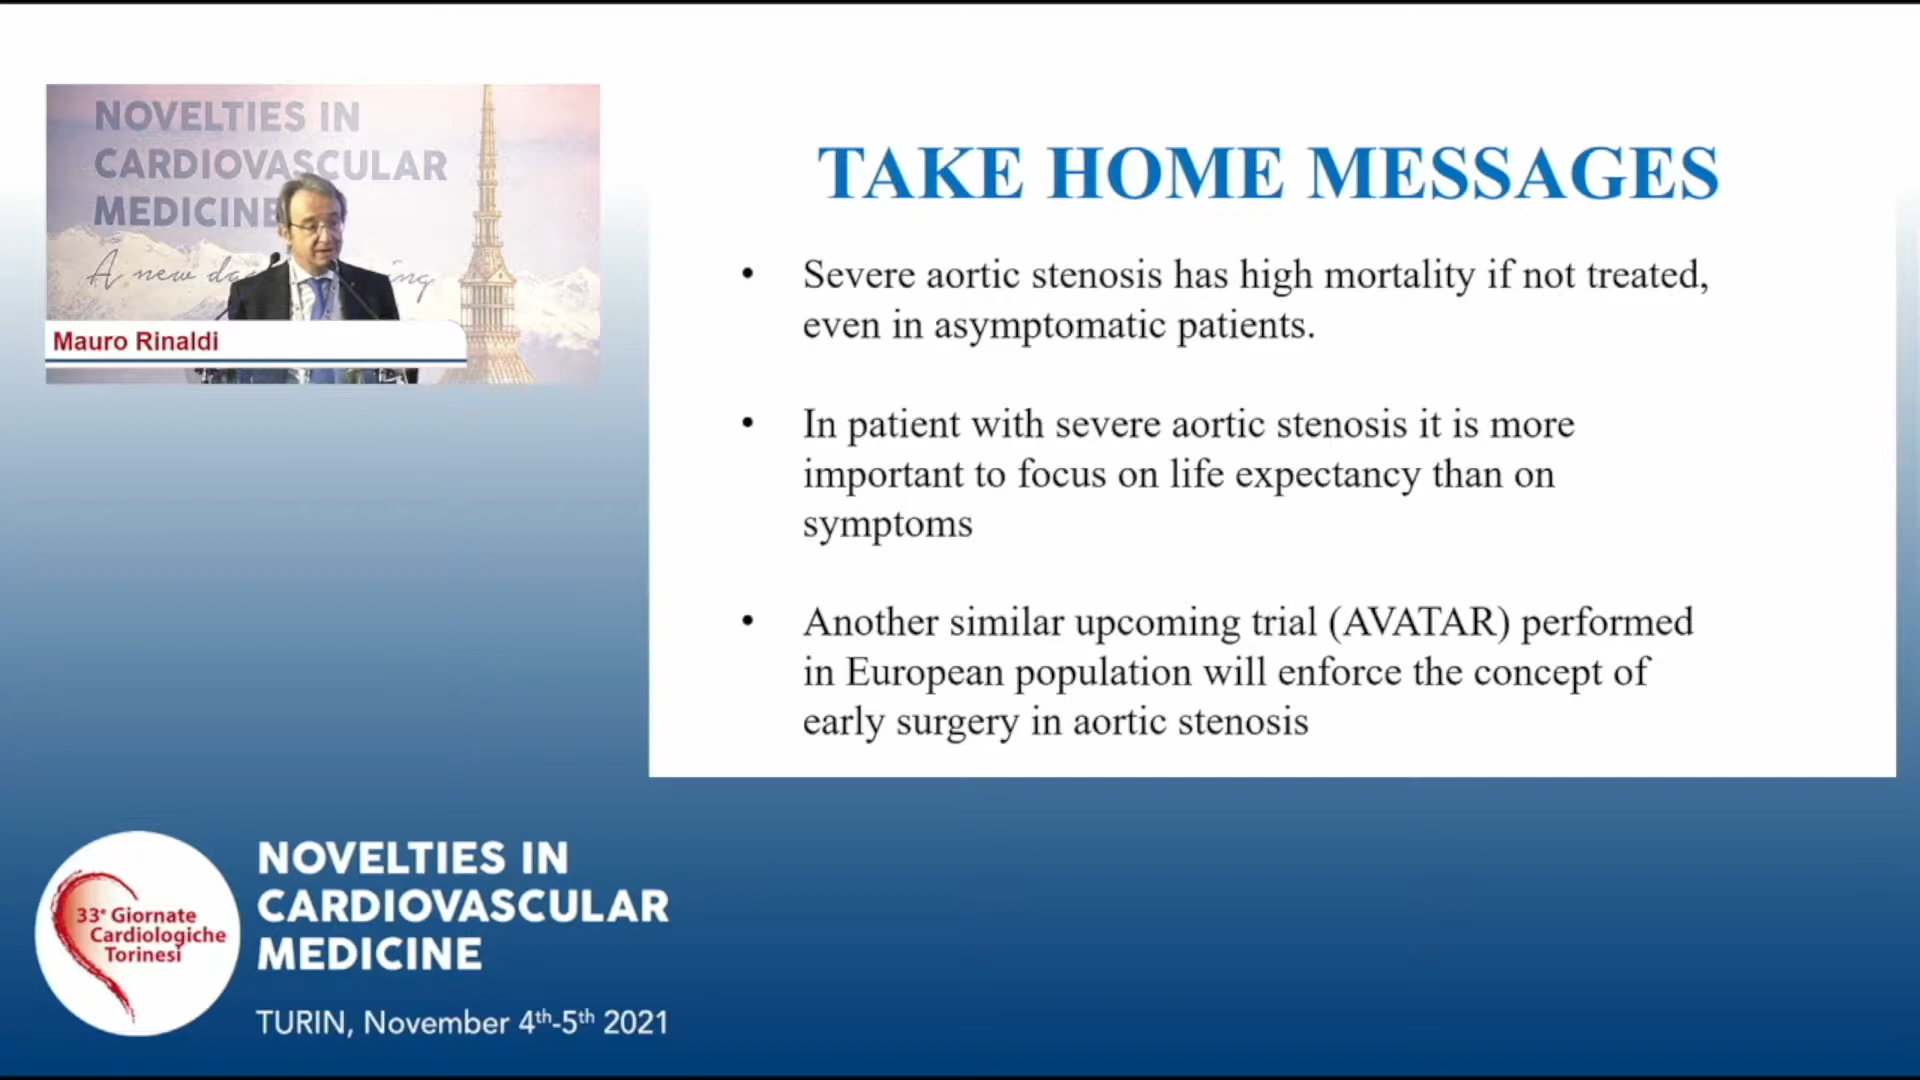 NOVELTIES IN
CARDIOVASCULAR
MEDICINE
A new da ing
Mauro Rinaldi
TAKE HOME MESSAGES
• Severe aortic stenosis has high mortality if not treated,
even in asymptomatic patients.
• In patient with severe aortic stenosis it is more
important to focus on life expectancy than on
symptoms
• Another similar upcoming trial (AVATAR) performed
in European population will enforce the concept of
early surgery in aortic stenosis
33° Giornate
Cardiologiche
Torinesi
NOVELTIES IN
CARDIOVASCULAR
MEDICINE
TURIN, November 4th-5th 2021